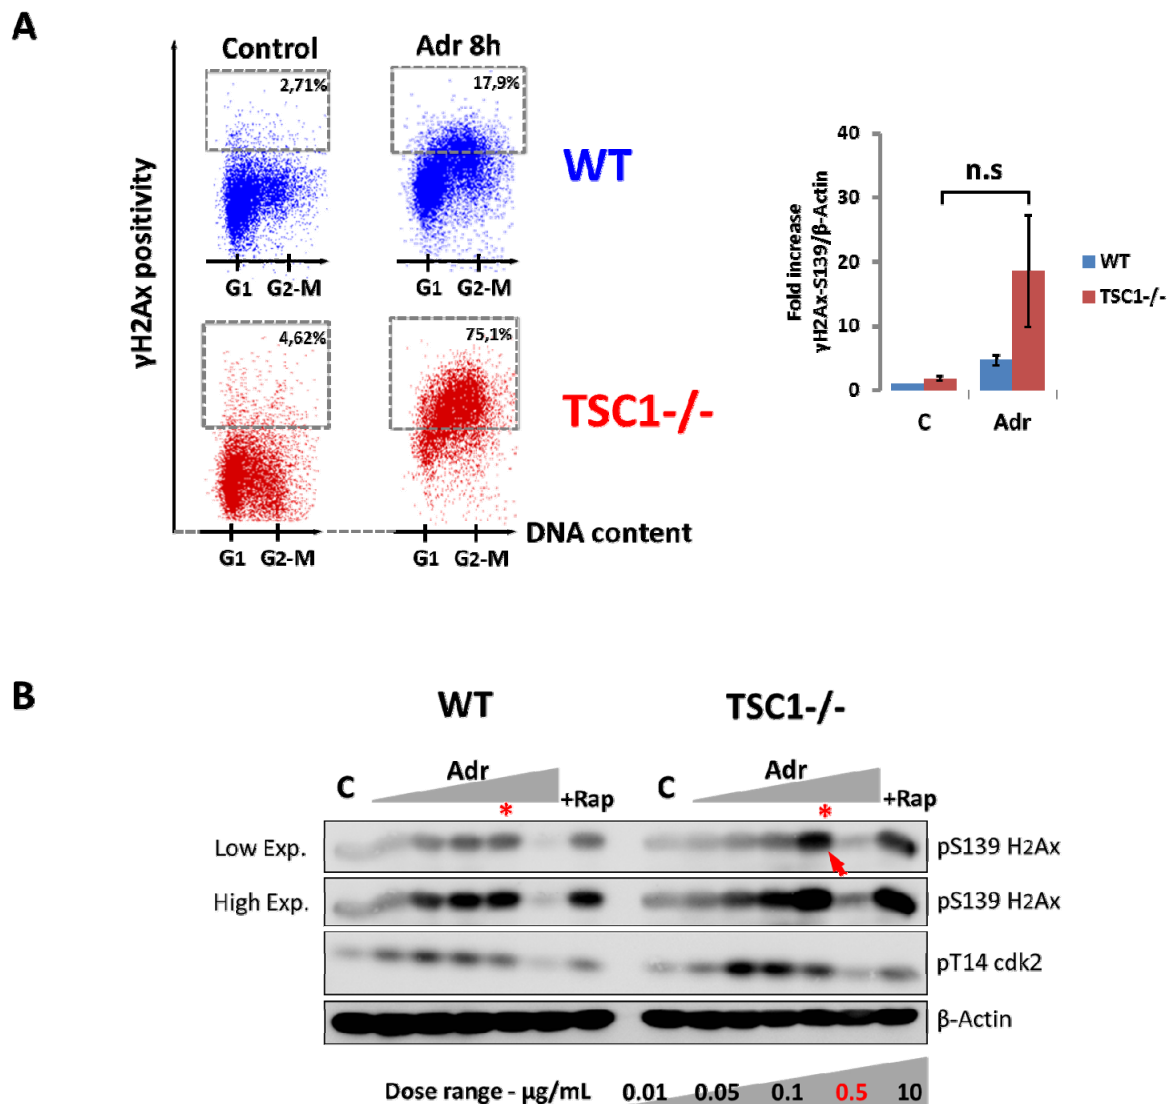 A
Control
Adr 8h
2,71%
17,9%
WT
G1 G2-M
G1 G2-M
γH2Ax positivity
4,62%
75,1%
TSC1-/-
G1 G2-M
G1 G2-M
DNA content
40
30
20
10
0
Fold increase
γH2Ax-S139/β-Actin
n.s
C
Adr
WT
TSC1-/-
B
WT
TSC1-/-
C
Adr
*
+Rap
C
Adr
*
+Rap
Low Exp.
pS139 H2Ax
High Exp.
pS139 H2Ax
pT14 cdk2
β-Actin
Dose range - μg/mL 0.01 0.05 0.1 0.5 10